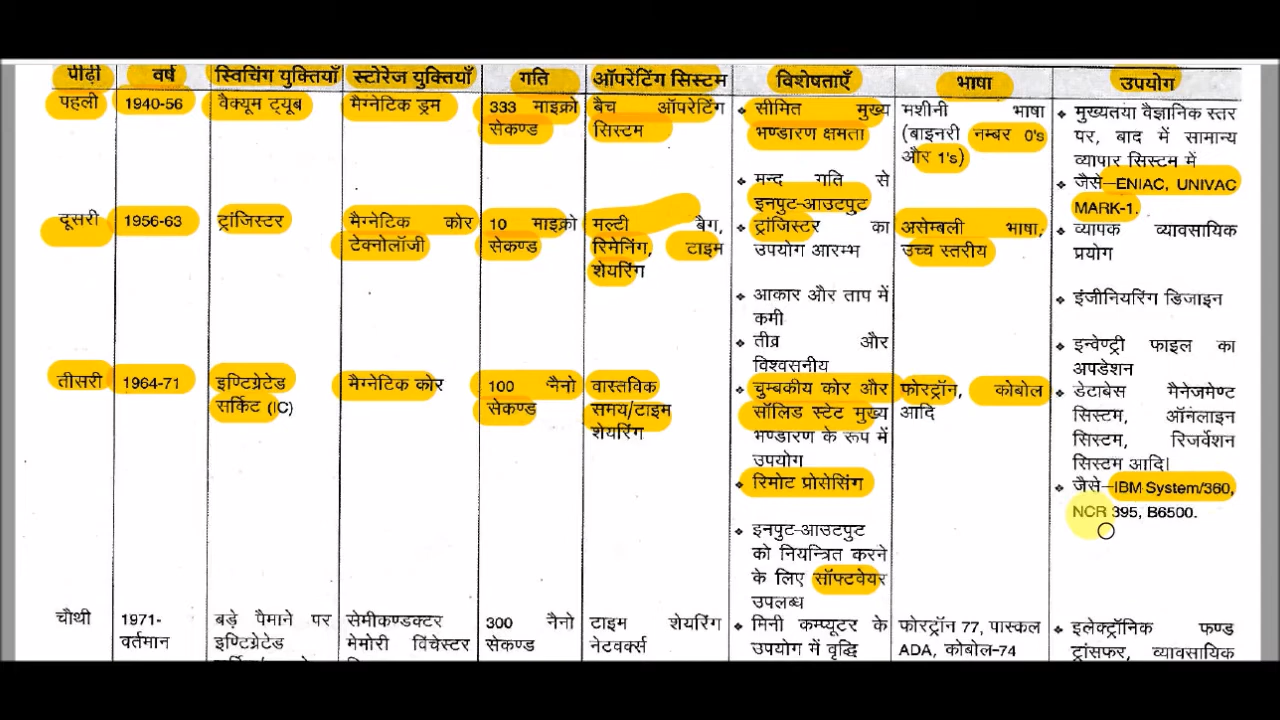 पीढ़ी वर्ष स्विचिंग युक्तियाँ स्टोरेज युक्तियाँ गति ऑपरेटिंग सिस्टम विशेषताएँ भाषा उपयोग
पहली 1940-56 वैक्यूम ट्यूब मैग्नेटिक ड्रम 333 माइक्रो सेकण्ड बैच ऑपरेटिंग सिस्टम
❖ सीमित मुख्य
भण्डारण क्षमता
❖ मन्द गति से
इनपुट-आउटपुट
मशीनी भाषा
(बाइनरी नम्बर 0's
और 1's)
❖ मुख्यतया वैज्ञानिक स्तर
पर, बाद में सामान्य
व्यापार सिस्टम में
❖ जैसे–ENIAC, UNIVAC
MARK-1.
दूसरी 1956-63 ट्रांजिस्टर
मैग्नेटिक कोर
टेक्नोलॉजी
10 माइक्रो
सेकण्ड
मल्टी बैग,
रिमेनिंग, टाइम
शेयरिंग
❖ ट्रांजिस्टर का
उपयोग आरम्भ
❖ आकार और ताप में
कमी
❖ तीव्र और
विश्वसनीय
असेम्बली भाषा,
उच्च स्तरीय
❖ व्यापक व्यावसायिक
प्रयोग
❖ इंजीनियरिंग डिजाइन
❖ इन्वेण्ट्री फाइल का
अपडेशन
तीसरी 1964-71
इण्टिग्रेटेड
सर्किट (IC)
मैग्नेटिक कोर
100 नैनो
सेकण्ड
वास्तविक
समय/टाइम
शेयरिंग
❖ चुम्बकीय कोर और
सॉलिड स्टेट मुख्य
भण्डारण के रूप में
उपयोग
❖ रिमोट प्रोसेसिंग
❖ इनपुट-आउटपुट
को नियन्त्रित करने
के लिए सॉफ्टवेयर
उपलब्ध
फोरट्रॉन, कोबोल
आदि
❖ डेटाबेस मैनेजमेण्ट
सिस्टम, ऑनलाइन
सिस्टम, रिजर्वेशन
सिस्टम आदि।
❖ जैसे–IBM System/360,
NCR 395, B6500.
चौथी
1971-
वर्तमान
बड़े पैमाने पर
इण्टिग्रेटेड
सेमीकण्डक्टर
मेमोरी विंचेस्टर
300 नैनो
सेकण्ड
टाइम शेयरिंग
नेटवर्क्स
❖ मिनी कम्प्यूटर के
उपयोग में वृद्धि
फोरट्रॉन 77, पास्कल
ADA, कोबोल-74
❖ इलेक्ट्रॉनिक फण्ड
ट्रांसफर, व्यावसायिक